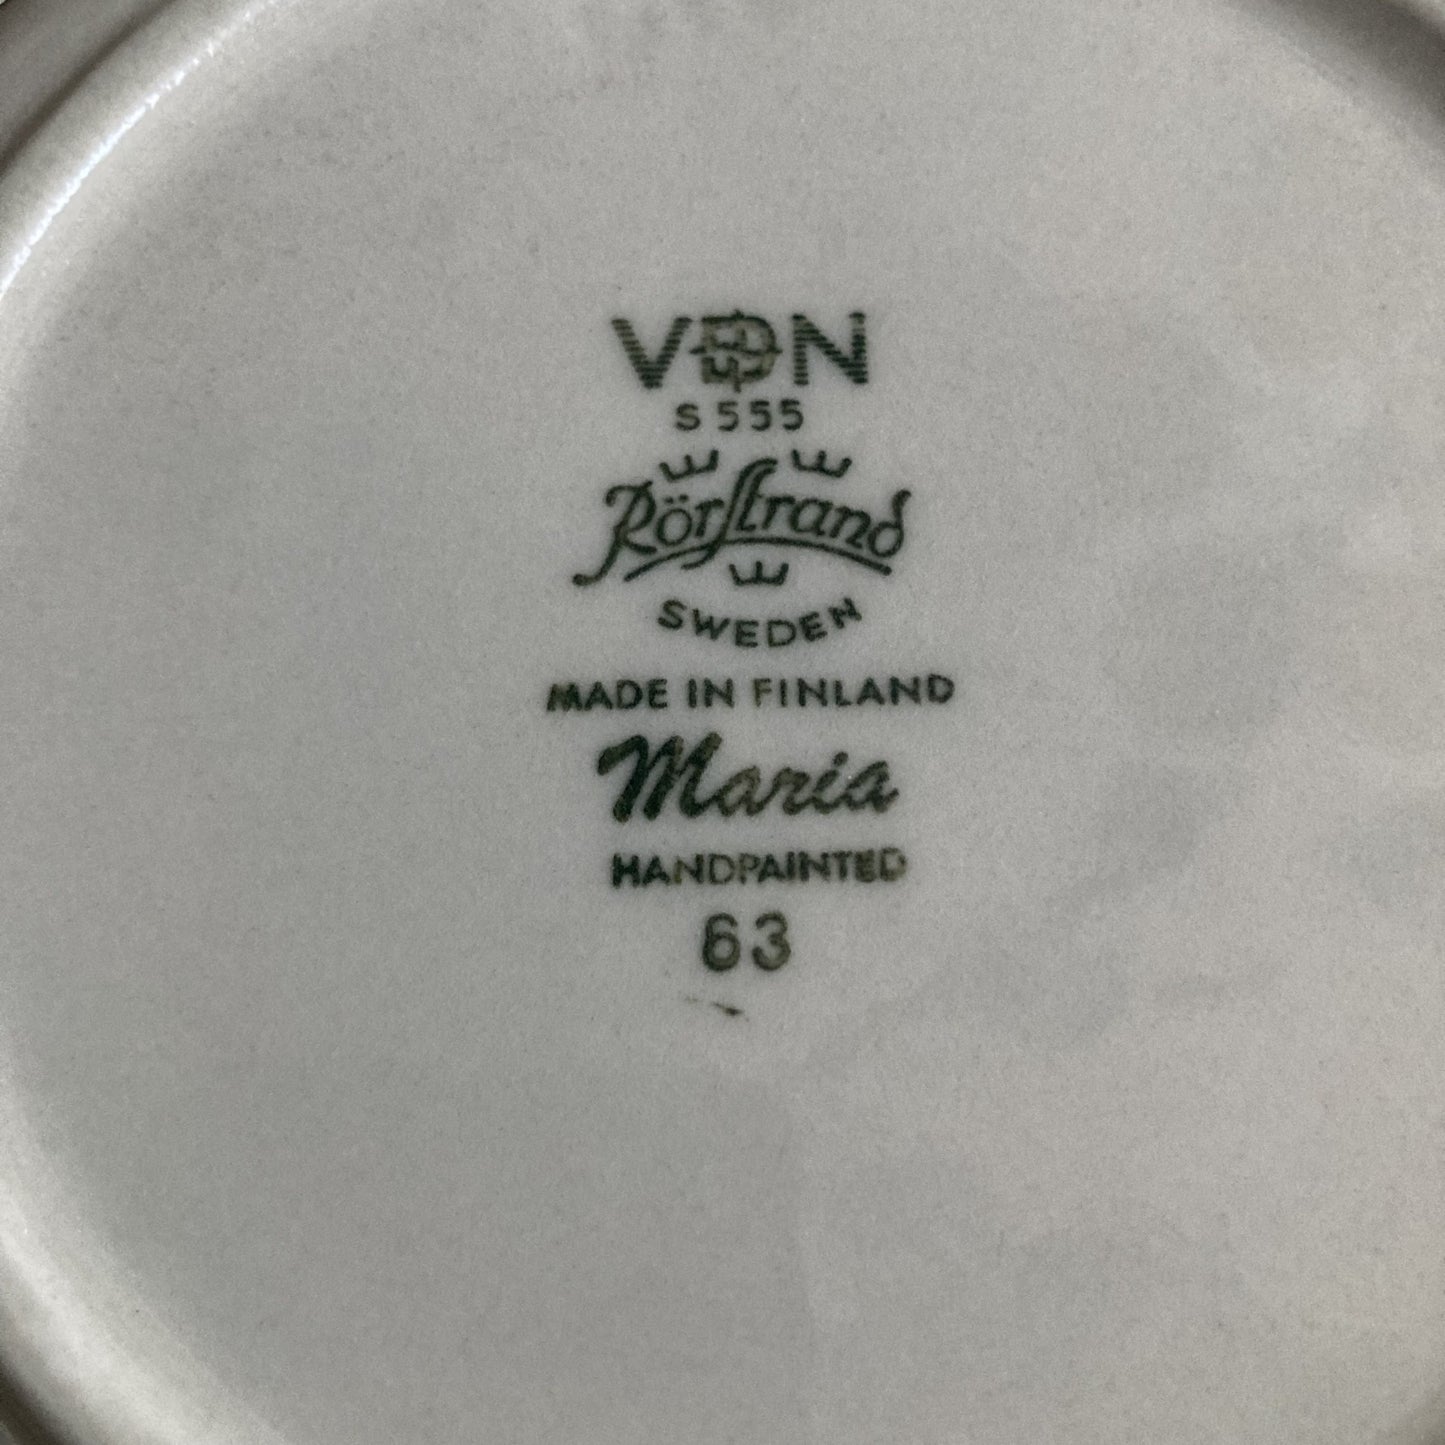 VDN
S 555
Rörstrand
SWEDEN
MADE IN FINLAND
Maria
HANDPAINTED
63